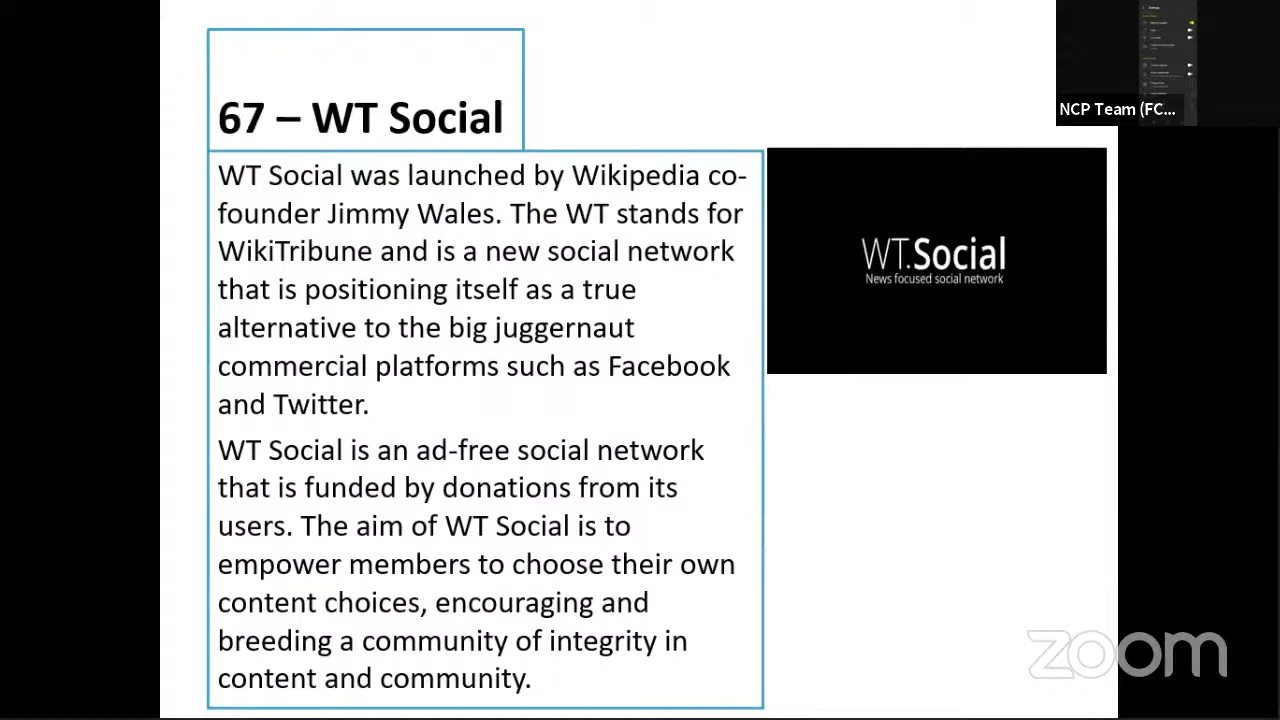 67 – WT Social
WT Social was launched by Wikipedia co-
founder Jimmy Wales. The WT stands for
WikiTribune and is a new social network
that is positioning itself as a true
alternative to the big juggernaut
commercial platforms such as Facebook
and Twitter.
WT Social is an ad-free social network
that is funded by donations from its
users. The aim of WT Social is to
empower members to choose their own
content choices, encouraging and
breeding a community of integrity in
content and community.
WT.Social
News focused social network
Settings
NCP Team (FC...
zoom